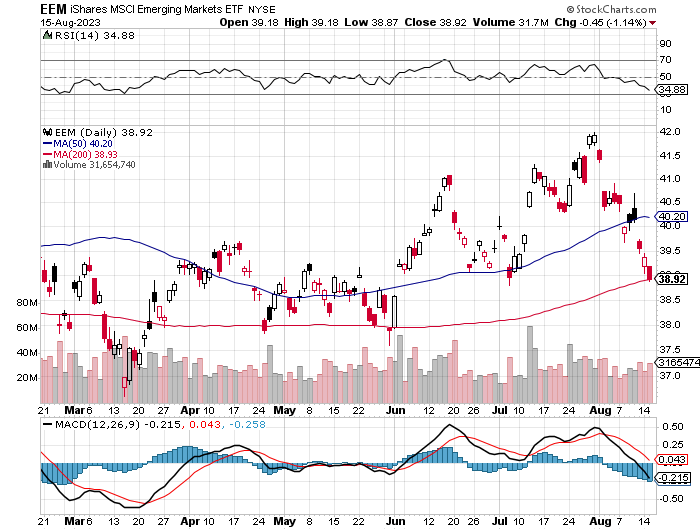 EEM iShares MSCI Emerging Markets ETF NYSE © StockCharts.com
15-Aug-2023 Open 39.18 High 39.18 Low 38.87 Close 38.92 Volume 31.7M Chg -0.45 (-1.14%)
RSI(14) 34.88
90
70
50
34.88
30
10
EEM (Daily) 38.92
MA(50) 40.20
MA(200) 38.93
Volume 31,654,740
42.0
41.5
41.0
40.5
40.20
40.0
39.5
39.0
38.92
38.5
38.0
37.5
37.0
80M
60M
40M
20M
3165474
21 Mar 6 13 20 27 Apr 10 17 24 May 8 15 22 Jun 12 20 26 Jul 10 17 24 Aug 7 14
MACD(12,26,9) -0.215, 0.043, -0.258
0.50
0.25
0.043
-0.215
-0.50
21 Mar 6 13 20 27 Apr 10 17 24 May 8 15 22 Jun 12 20 26 Jul 10 17 24 Aug 7 14